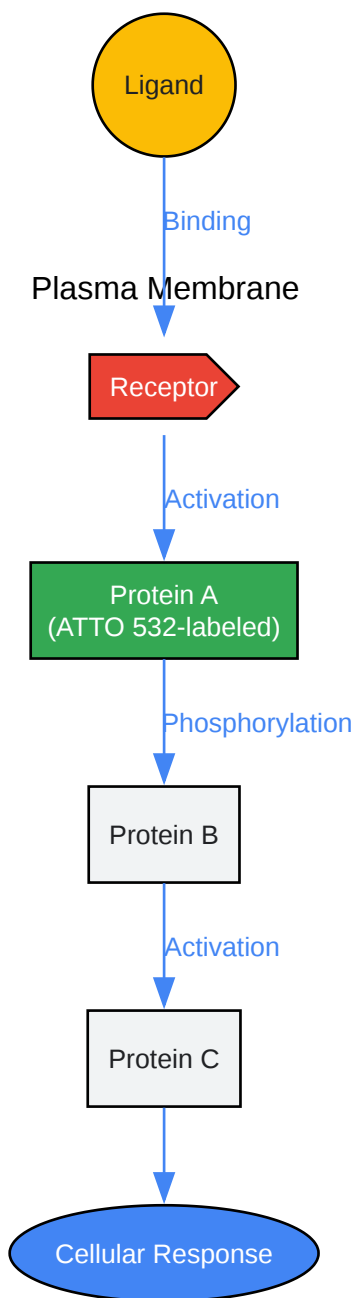 Ligand
Binding
Plasma Membrane
Receptor
Activation
Protein A
(ATTO 532-labeled)
Phosphorylation
Protein B
Activation
Protein C
Cellular Response